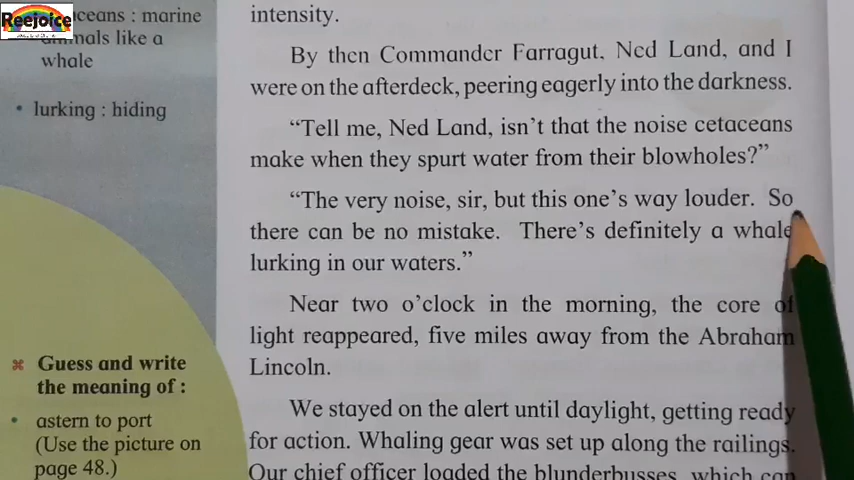 Reejoice
ceans : marine
animals like a
whale
• lurking : hiding
⌘ Guess and write
the meaning of :
• astern to port
(Use the picture on
page 48.)
intensity.
By then Commander Farragut, Ned Land, and I
were on the afterdeck, peering eagerly into the darkness.
“Tell me, Ned Land, isn’t that the noise cetaceans
make when they spurt water from their blowholes?”
“The very noise, sir, but this one’s way louder. So
there can be no mistake. There’s definitely a whale
lurking in our waters.”
Near two o’clock in the morning, the core of
light reappeared, five miles away from the Abraham
Lincoln.
We stayed on the alert until daylight, getting ready
for action. Whaling gear was set up along the railings.
Our chief officer loaded the blunderbusses, which can